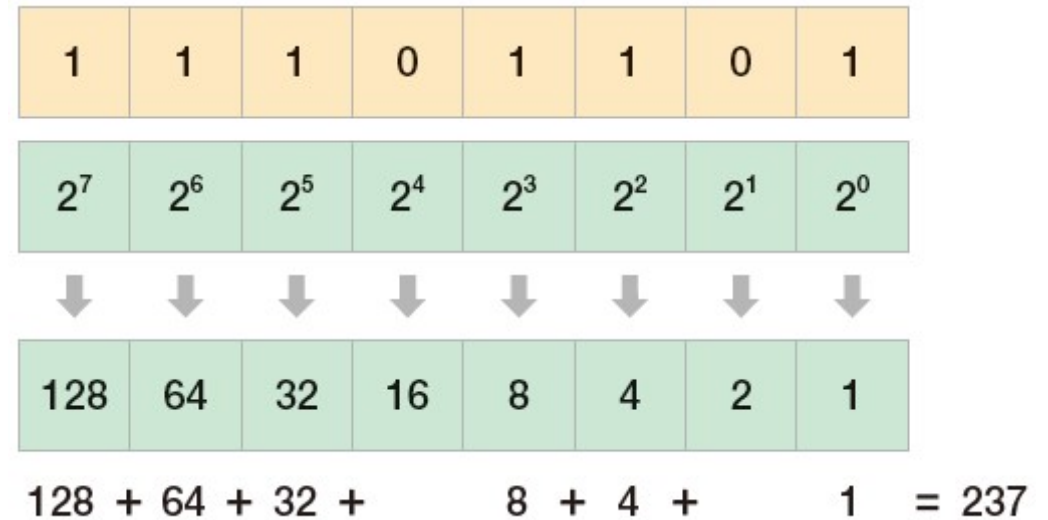 1 1 1 0 1 1 0 1
2⁷ 2⁶ 2⁵ 2⁴ 2³ 2² 2¹ 2⁰
128 64 32 16 8 4 2 1
128 + 64 + 32 + 8 + 4 + 1 = 237